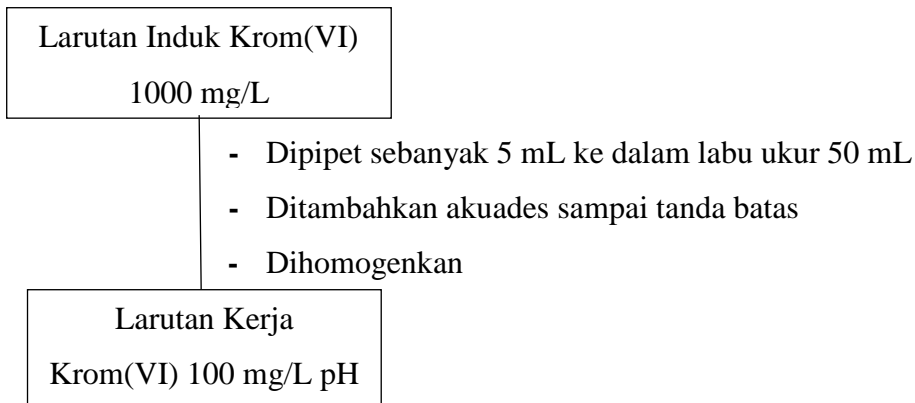 Larutan Induk Krom(VI)
1000 mg/L
- Dipipet sebanyak 5 mL ke dalam labu ukur 50 mL
- Ditambahkan akuades sampai tanda batas
- Dihomogenkan
Larutan Kerja
Krom(VI) 100 mg/L pH